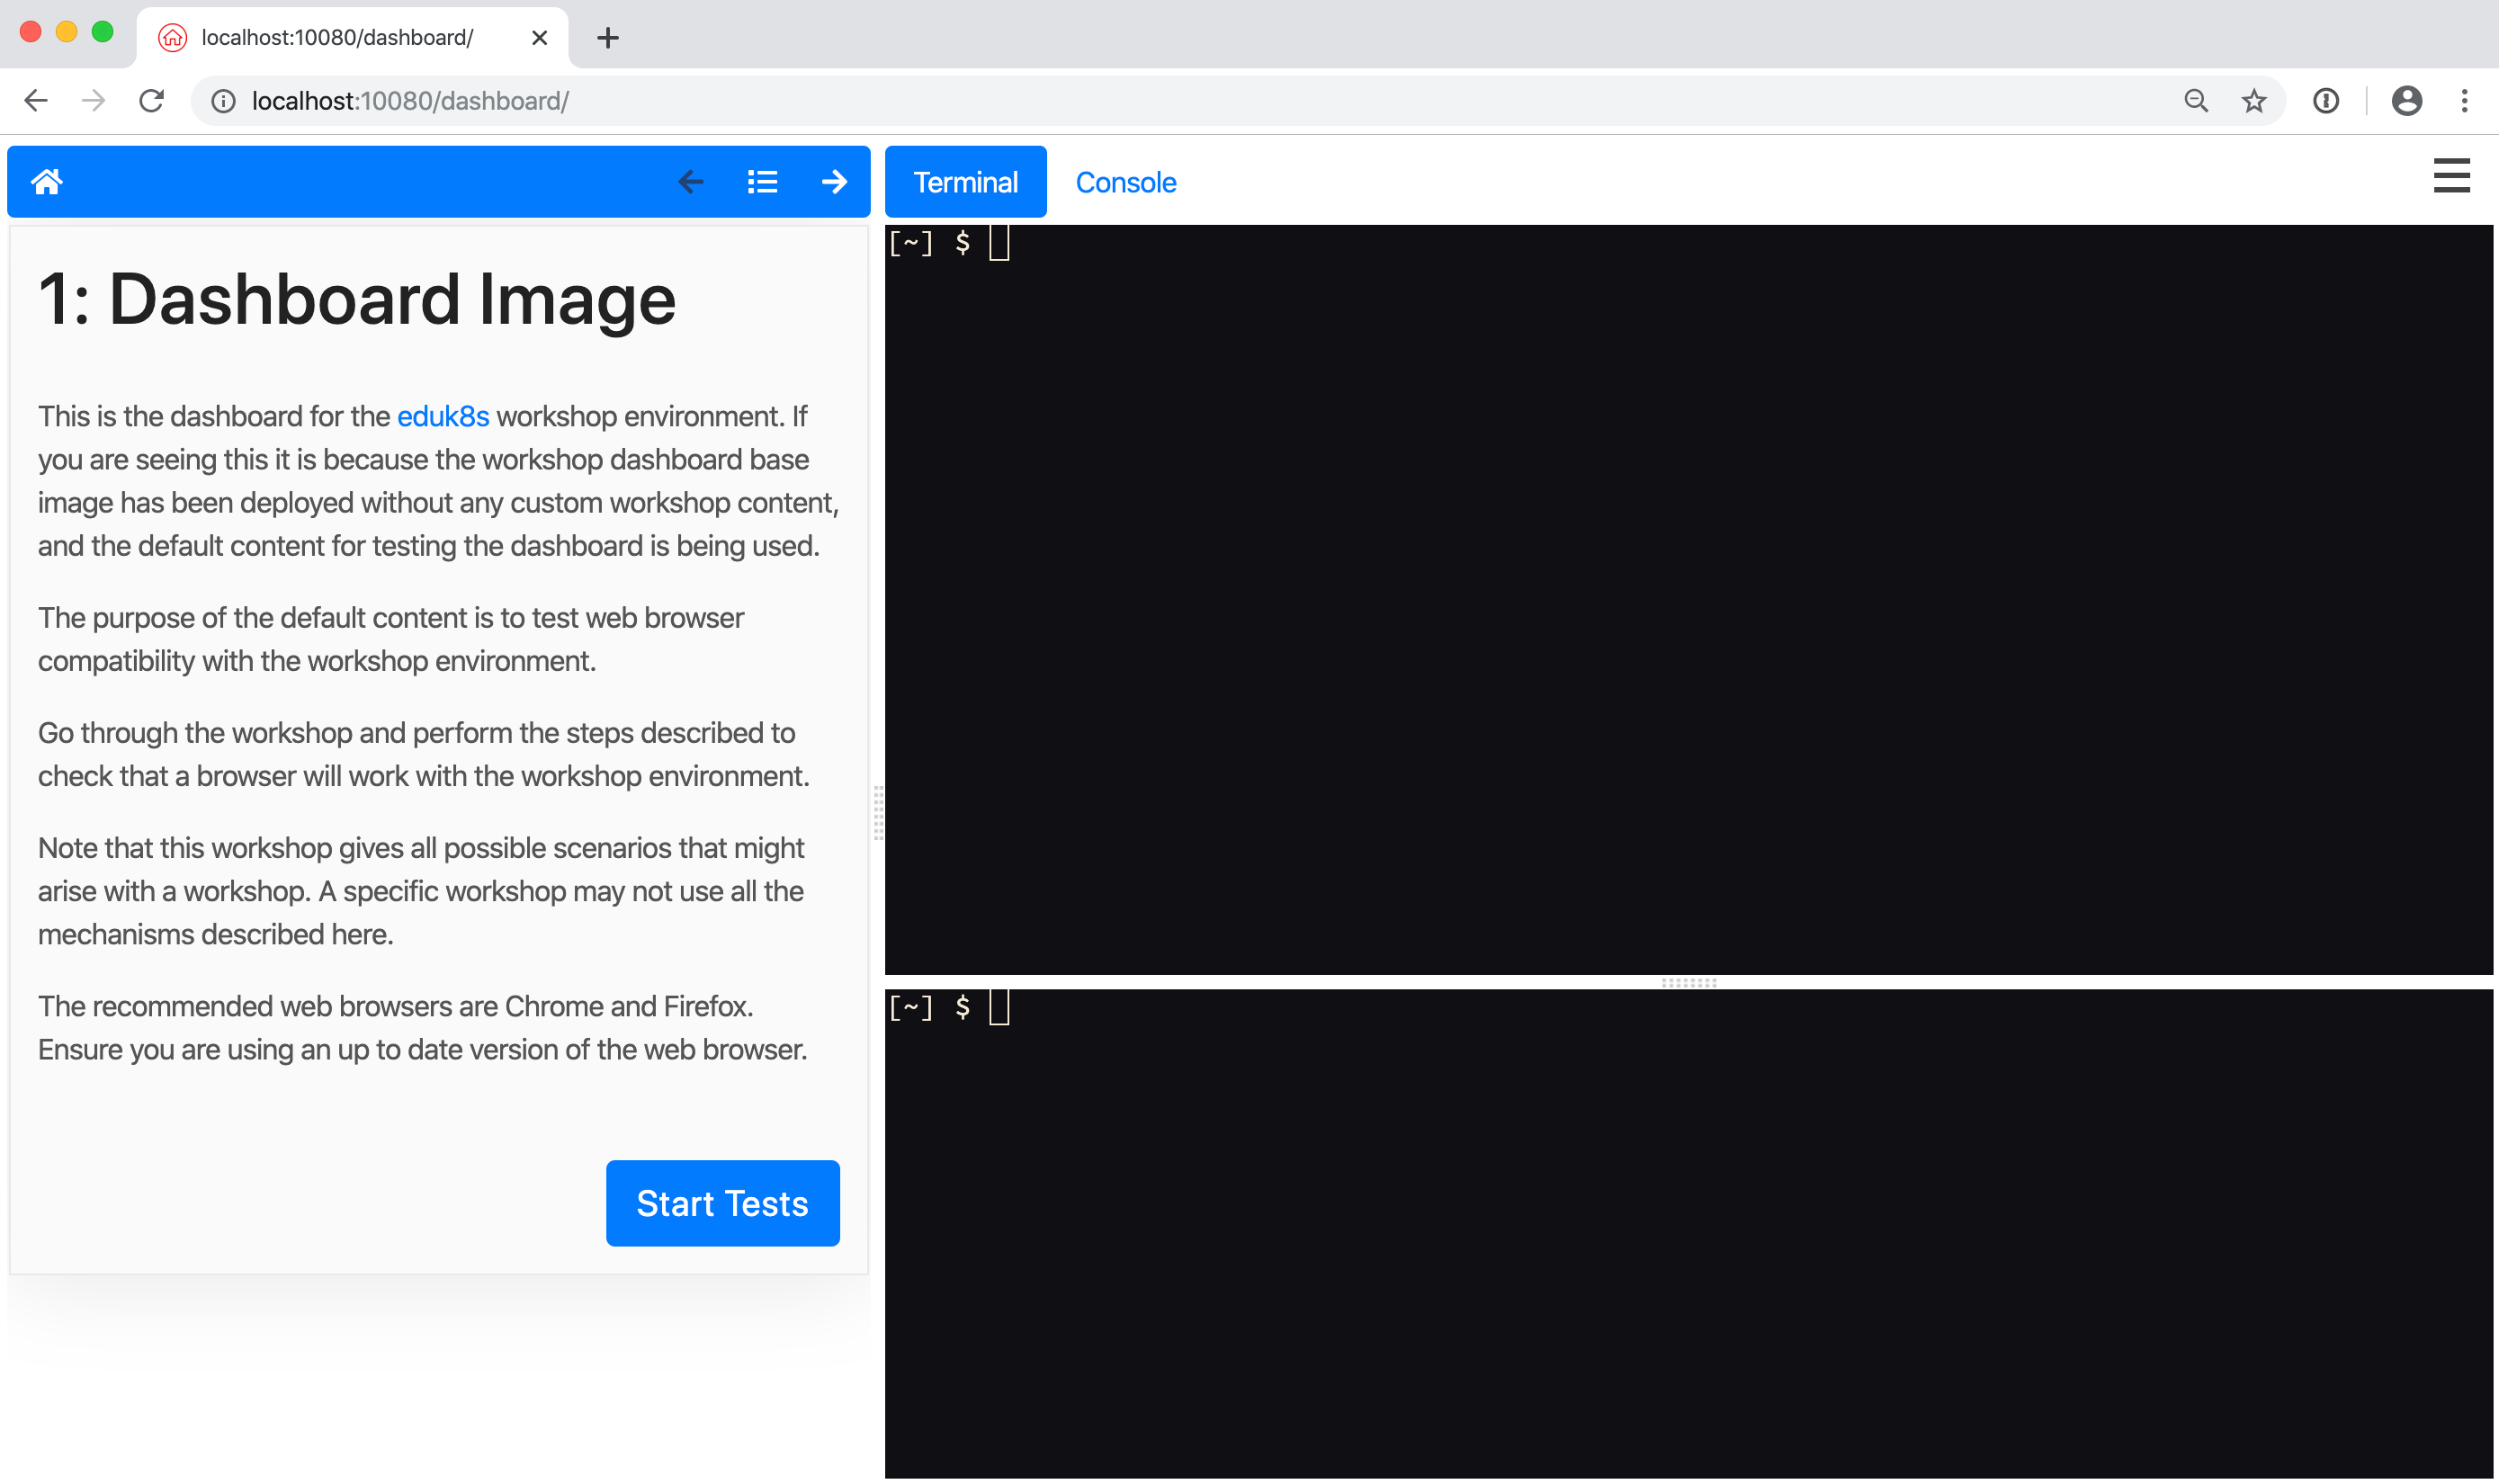 localhost:10080/dashboard/
localhost:10080/dashboard/
Terminal
Console
1: Dashboard Image
This is the dashboard for the eduk8s workshop environment. If
you are seeing this it is because the workshop dashboard base
image has been deployed without any custom workshop content,
and the default content for testing the dashboard is being used.
The purpose of the default content is to test web browser
compatibility with the workshop environment.
Go through the workshop and perform the steps described to
check that a browser will work with the workshop environment.
Note that this workshop gives all possible scenarios that might
arise with a workshop. A specific workshop may not use all the
mechanisms described here.
The recommended web browsers are Chrome and Firefox.
Ensure you are using an up to date version of the web browser.
Start Tests
[~] $
[~] $